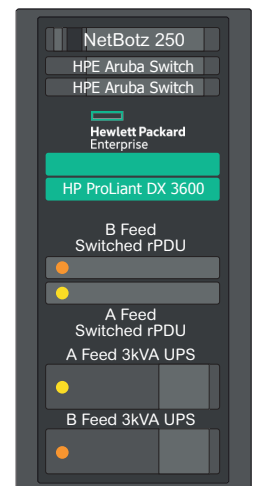 NetBotz 250
HPE Aruba Switch
HPE Aruba Switch
Hewlett Packard
Enterprise
HP ProLiant DX 3600
B Feed
Switched rPDU
A Feed
Switched rPDU
A Feed 3kVA UPS
B Feed 3kVA UPS